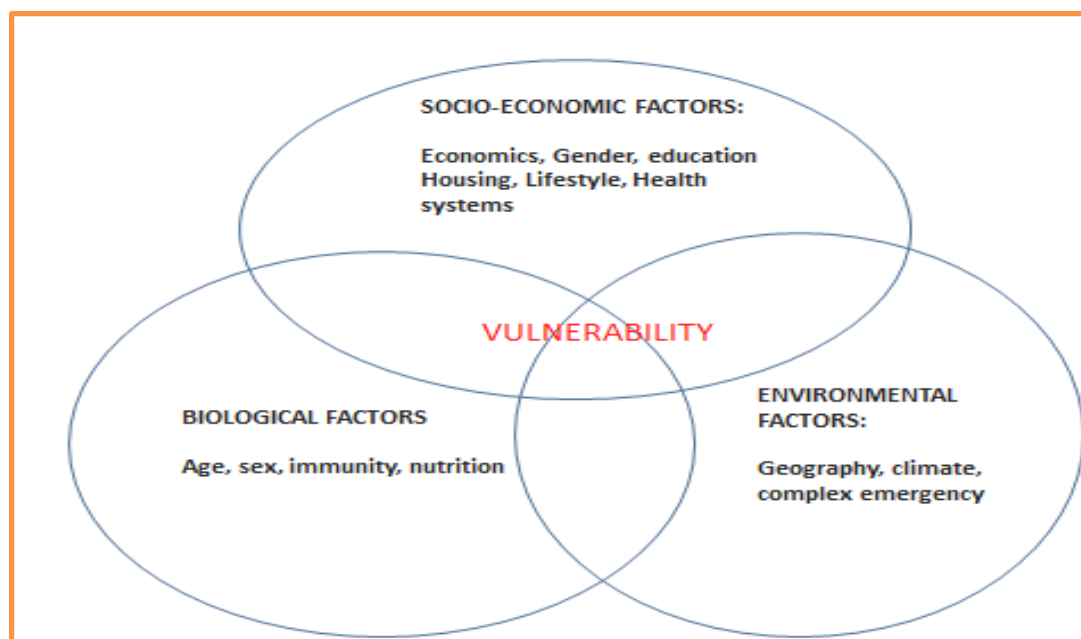 SOCIO-ECONOMIC FACTORS:
Economics, Gender, education
Housing, Lifestyle, Health
systems
VULNERABILITY
BIOLOGICAL FACTORS
Age, sex, immunity, nutrition
ENVIRONMENTAL
FACTORS:
Geography, climate,
complex emergency